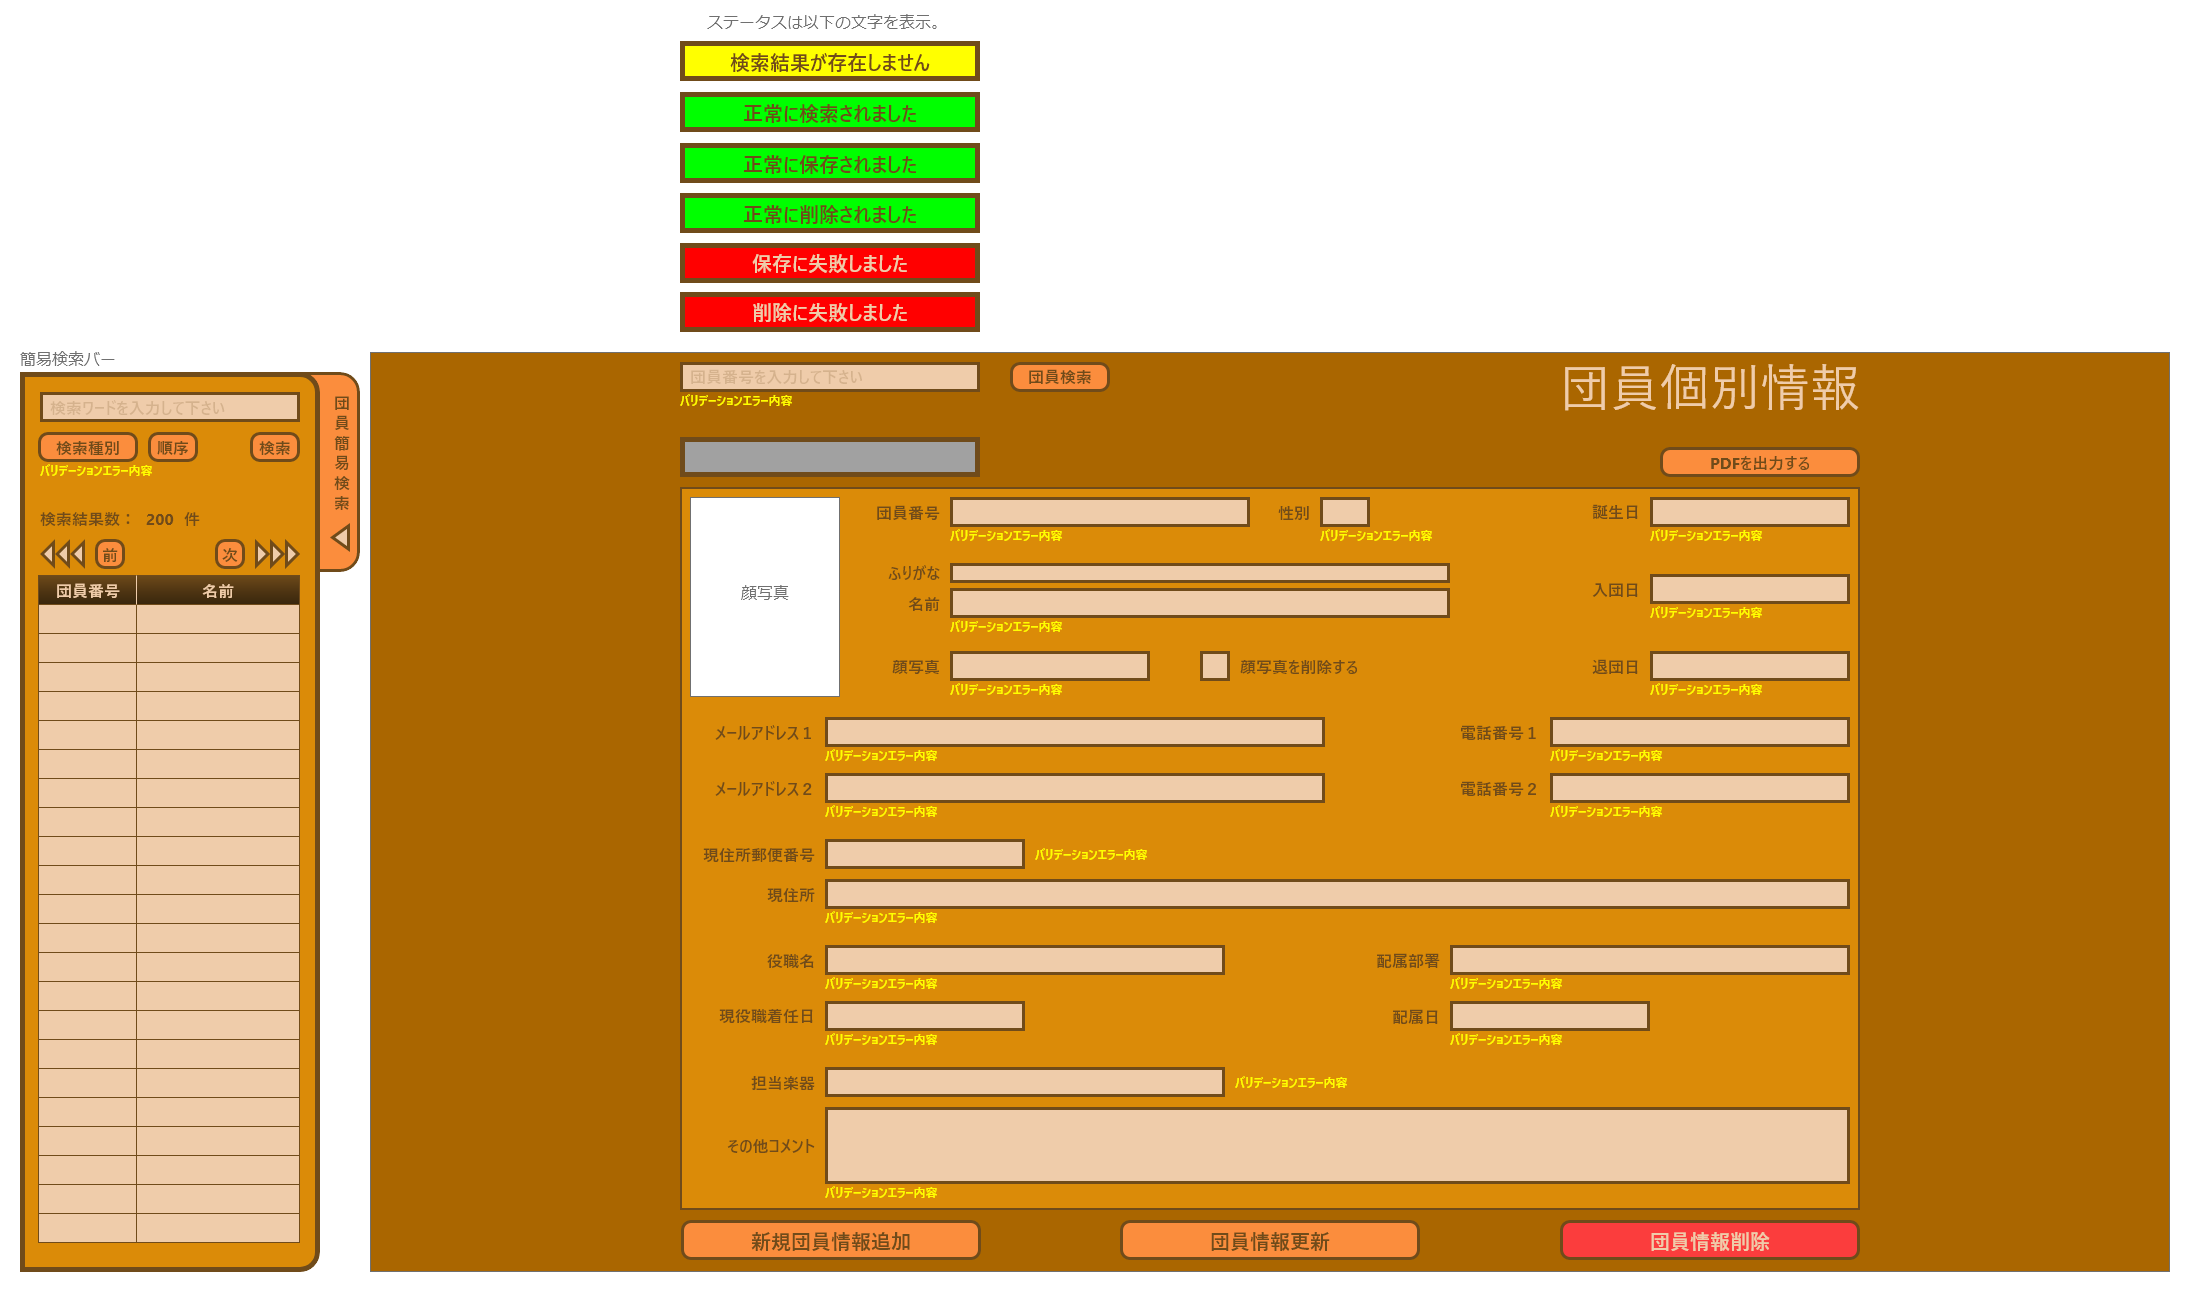 ステータスは以下の文字を表示。
検索結果が存在しません
正常に検索されました
正常に保存されました
正常に削除されました
保存に失敗しました
削除に失敗しました
簡易検索バー
検索ワードを入力して下さい
検索種別 順序 検索
バリデーションエラー内容
検索結果数： 200 件
前 次
団員番号 名前
団員簡易検索
団員番号を入力して下さい 団員検索
バリデーションエラー内容
団員個別情報
PDFを出力する
顔写真
団員番号 性別 誕生日
バリデーションエラー内容 バリデーションエラー内容 バリデーションエラー内容
ふりがな
名前 入団日
バリデーションエラー内容 バリデーションエラー内容
顔写真 顔写真を削除する 退団日
バリデーションエラー内容 バリデーションエラー内容
メールアドレス１ 電話番号１
バリデーションエラー内容 バリデーションエラー内容
メールアドレス２ 電話番号２
バリデーションエラー内容 バリデーションエラー内容
現住所郵便番号 バリデーションエラー内容
現住所
バリデーションエラー内容
役職名 配属部署
バリデーションエラー内容 バリデーションエラー内容
現役職着任日 配属日
バリデーションエラー内容 バリデーションエラー内容
担当楽器 バリデーションエラー内容
その他コメント
バリデーションエラー内容
新規団員情報追加 団員情報更新 団員情報削除